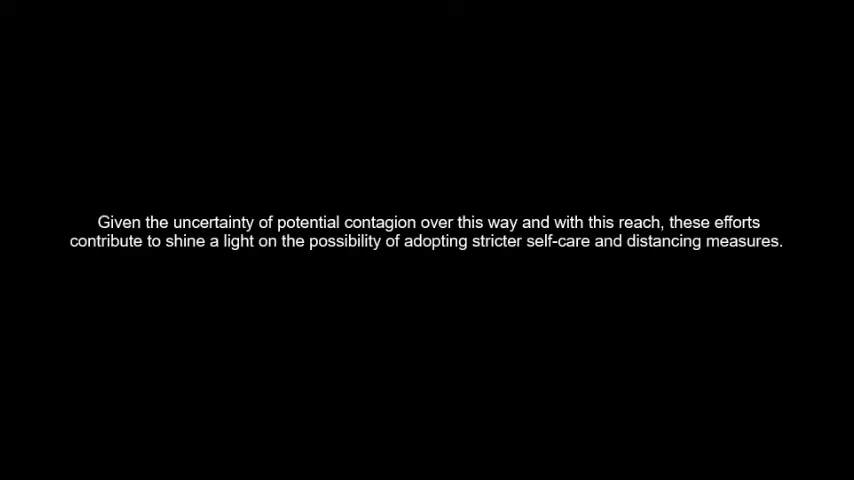 Given the uncertainty of potential contagion over this way and with this reach, these efforts
contribute to shine a light on the possibility of adopting stricter self-care and distancing measures.